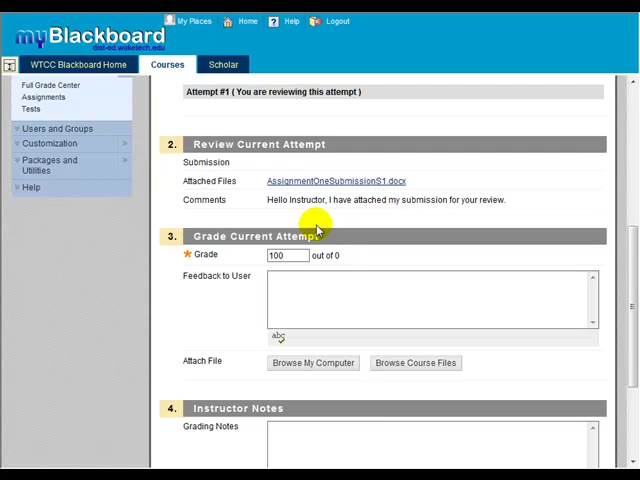 My Places Home Help Logout
myBlackboard
dist-ed.waketech.edu
WTCC Blackboard Home Courses Scholar
Full Grade Center
Assignments
Tests
Users and Groups
Customization
Packages and
Utilities
Help
Attempt #1 ( You are reviewing this attempt )
2. Review Current Attempt
Submission
Attached Files AssignmentOneSubmissionS1.docx
Comments Hello Instructor, I have attached my submission for your review.
3. Grade Current Attempt
Grade 100 out of 0
Feedback to User
abc
Attach File Browse My Computer Browse Course Files
4. Instructor Notes
Grading Notes